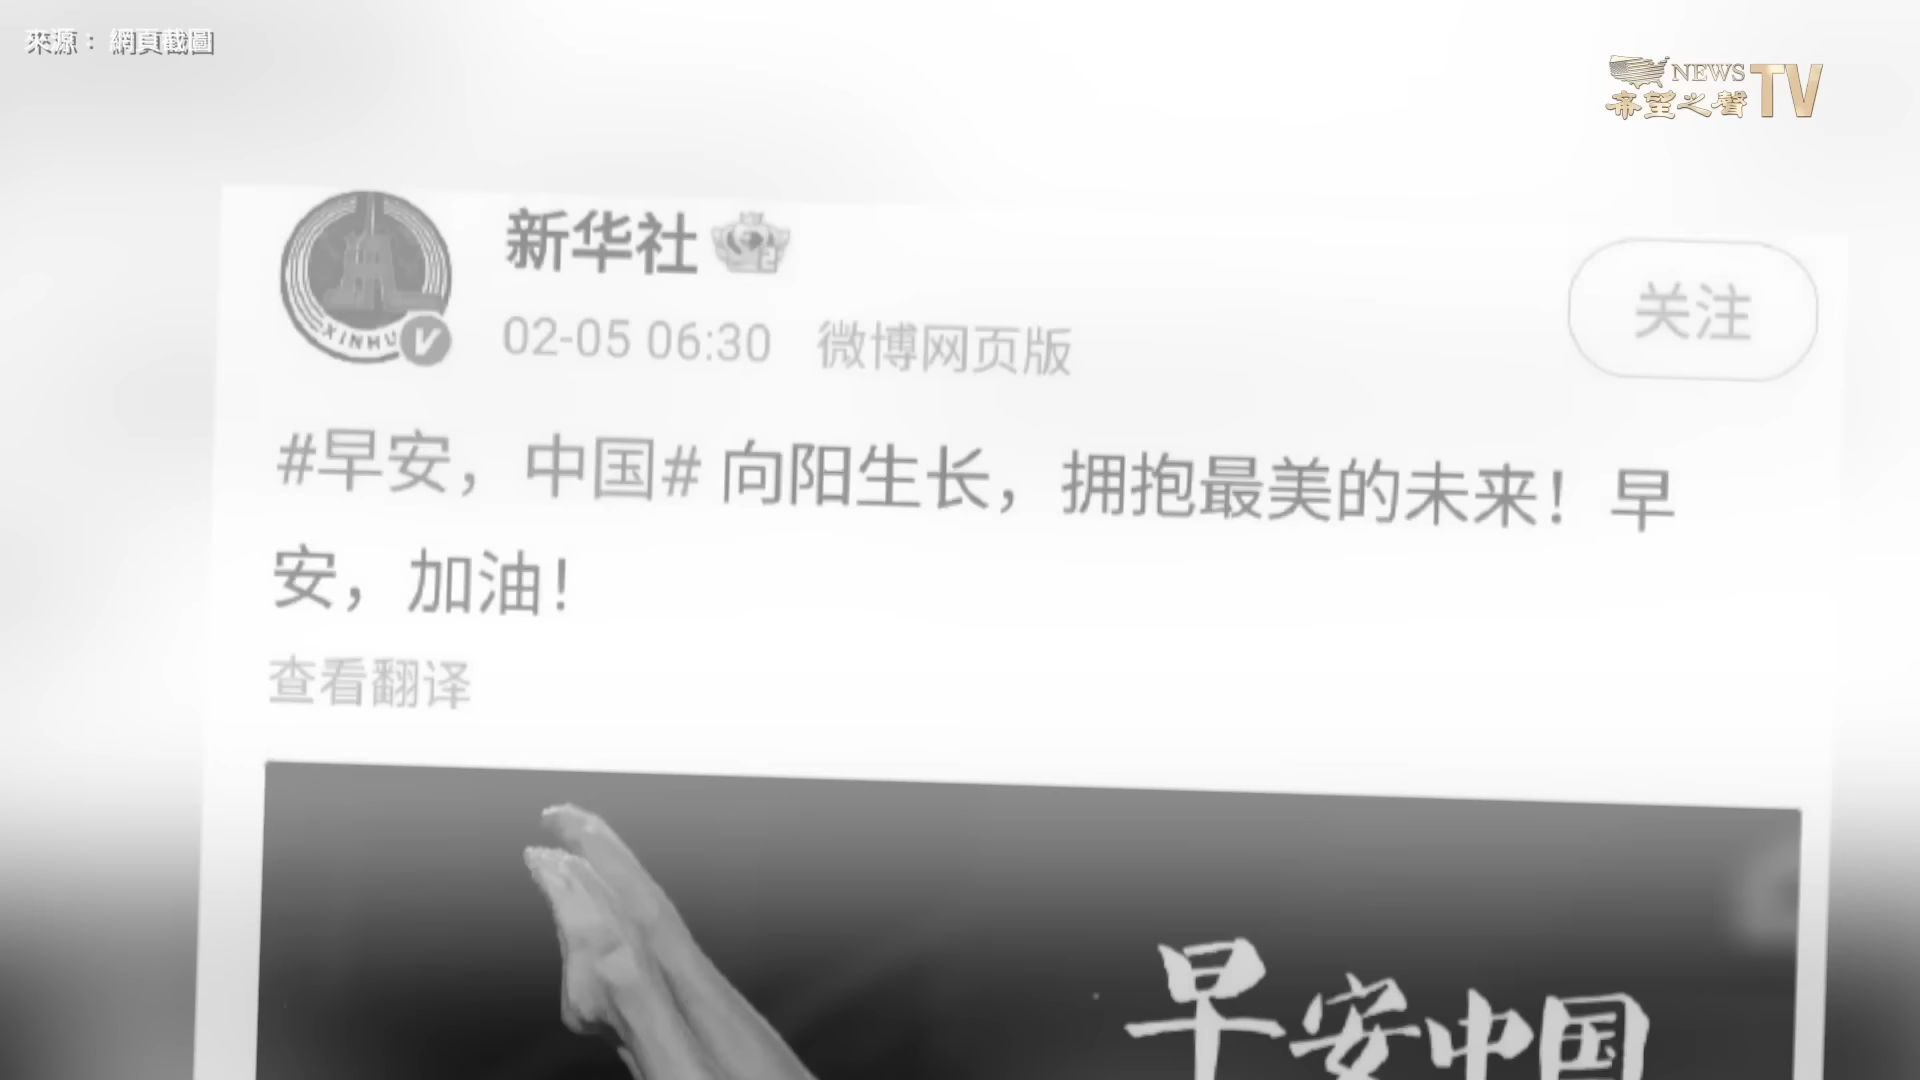 來源： 網頁截圖
NEWS
希望之聲 TV
新华社
XINHU
V
02-05 06:30 微博网页版
关注
#早安，中国# 向阳生长，拥抱最美的未来！早
安，加油！
查看翻译
早安中国